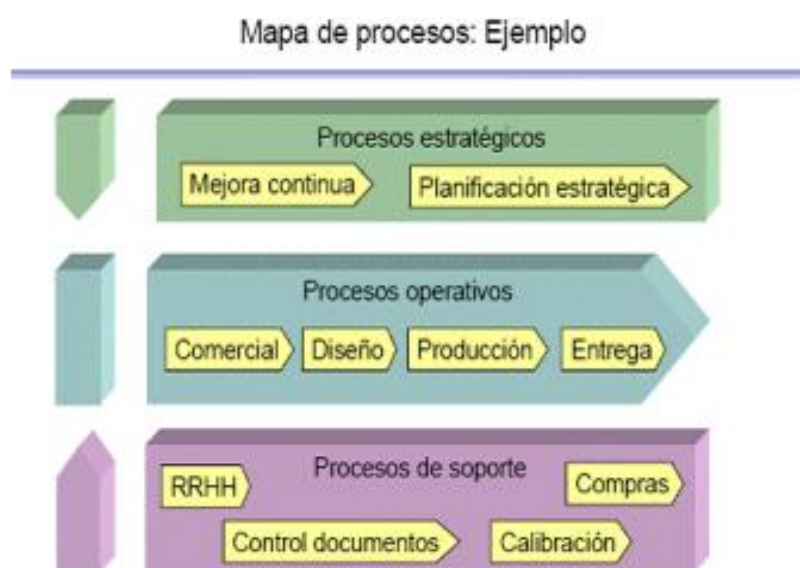 Mapa de procesos: Ejemplo
Procesos estratégicos
Mejora continua
Planificación estratégica
Procesos operativos
Comercial
Diseño
Producción
Entrega
Procesos de soporte
RRHH
Compras
Control documentos
Calibración